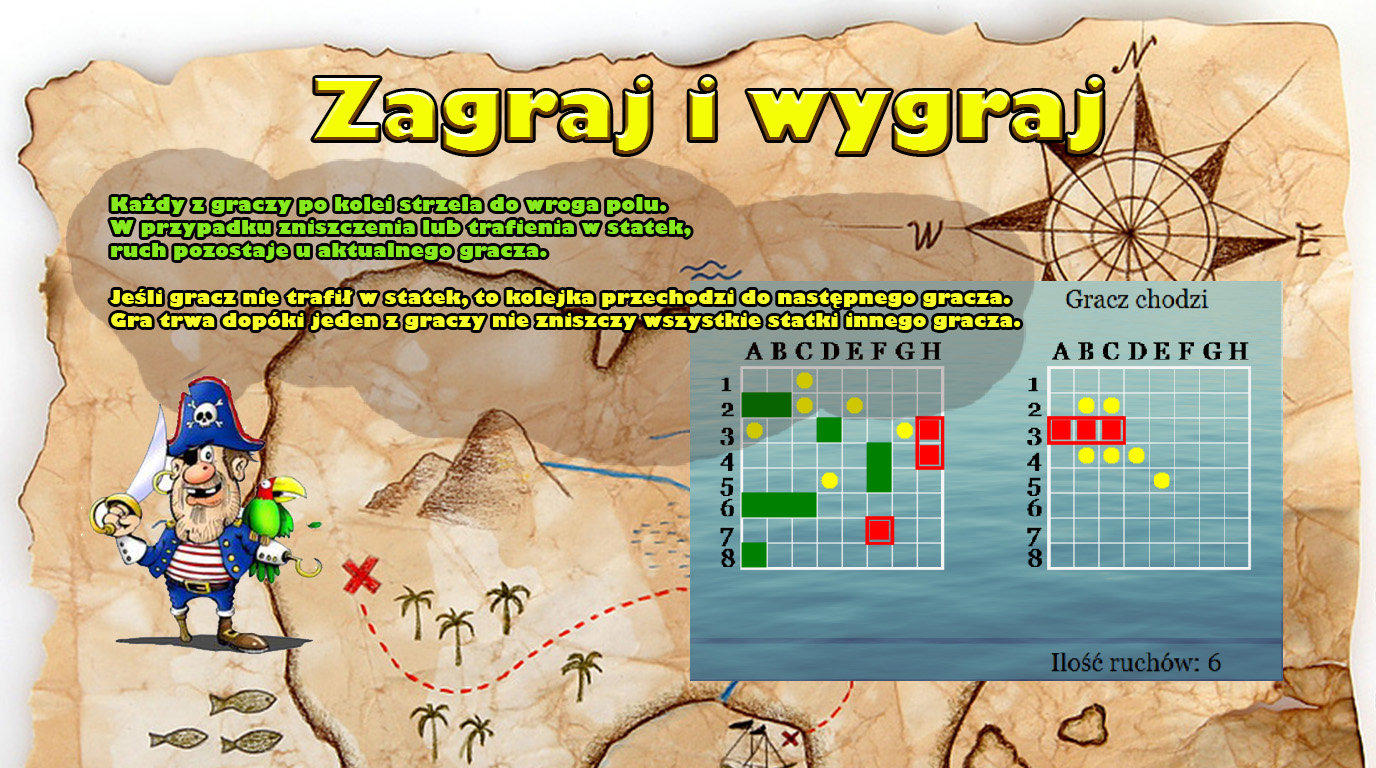 Zagraj i wygraj
N
Każdy z graczy po kolei strzela do wroga polu.
W przypadku zniszczenia lub trafienia w statek,
ruch pozostaje u aktualnego gracza.
W
E
Jeśli gracz nie trafił w statek, to kolejka przechodzi do następnego gracza.
Gra trwa dopóki jeden z graczy nie zniszczy wszystkie statki innego gracza.
Gracz chodzi
A B C D E F G H
1
2
3
4
5
6
7
8
A B C D E F G H
1
2
3
4
5
6
7
8
Ilość ruchów: 6